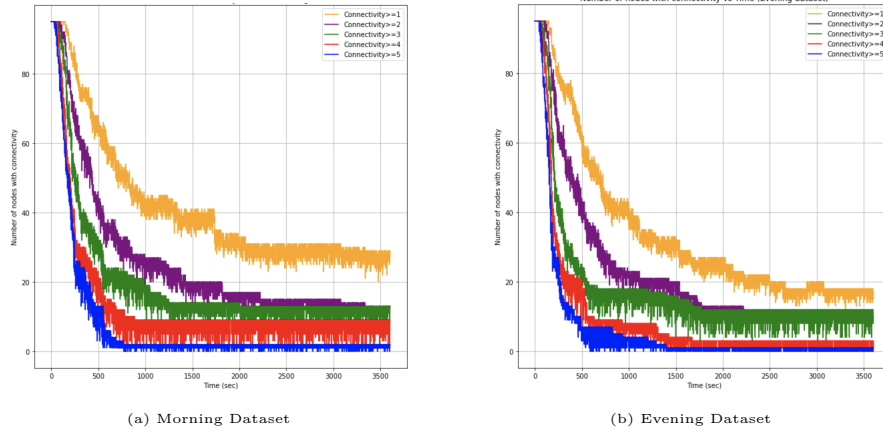 Number of nodes with connectivity vs Time (Evening dataset)
Connectivity>=1
Connectivity>=2
Connectivity>=3
Connectivity>=4
Connectivity>=5
Number of nodes with connectivity
80
60
40
20
0
0 500 1000 1500 2000 2500 3000 3500
Time (sec)
(a) Morning Dataset
Connectivity>=1
Connectivity>=2
Connectivity>=3
Connectivity>=4
Connectivity>=5
Number of nodes with connectivity
80
60
40
20
0
0 500 1000 1500 2000 2500 3000 3500
Time (sec)
(b) Evening Dataset